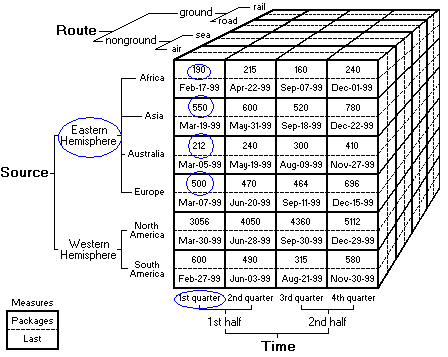 ground
rail
road
Route
nonground
sea
air
190 215 160 240
Africa
Feb-17-99 Apr-22-99 Sep-07-99 Dec-01-99
550 600 520 780
Asia
Mar-19-99 May-31-99 Sep-18-99 Dec-22-99
Eastern
Hemisphere
212 240 300 410
Australia
Mar-05-99 May-19-99 Aug-09-99 Nov-27-99
Source
500 470 464 696
Europe
Mar-07-99 Jun-20-99 Sep-11-99 Dec-15-99
North
America
3056 4050 4360 5112
Mar-30-99 Jun-28-99 Sep-30-99 Dec-29-99
Western
Hemisphere
600 490 315 580
South
America
Feb-27-99 Jun-03-99 Aug-21-99 Nov-30-99
Measures
Packages
Last
1st quarter 2nd quarter 3rd quarter 4th quarter
1st half 2nd half
Time